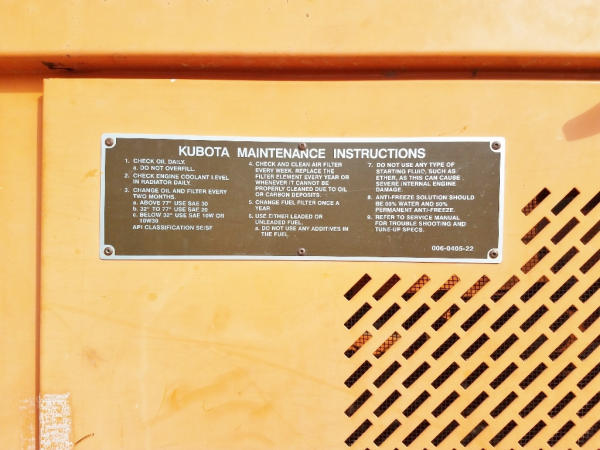 KUBOTA MAINTENANCE INSTRUCTIONS
1. CHECK OIL DAILY.
a. DO NOT OVERFILL.
2. CHECK ENGINE COOLANT LEVEL
IN RADIATOR DAILY.
3. CHANGE OIL AND FILTER EVERY
TWO MONTHS.
a. ABOVE 77° USE SAE 30
b. 32° TO 77° USE SAE 20
c. BELOW 32° USE SAE 10W OR
10W30
API CLASSIFICATION SE/SF
4. CHECK AND CLEAN AIR FILTER
EVERY WEEK. REPLACE THE
FILTER ELEMENT EVERY YEAR OR
WHENEVER IT CANNOT BE
PROPERLY CLEANED DUE TO OIL
OR CARBON DEPOSITS.
5. CHANGE FUEL FILTER ONCE A
YEAR.
6. USE EITHER LEADED OR
UNLEADED FUEL.
a. DO NOT USE ANY ADDITIVES IN
THE FUEL.
7. DO NOT USE ANY TYPE OF
STARTING FLUID, SUCH AS
ETHER, AS THIS CAN CAUSE
SEVERE INTERNAL ENGINE
DAMAGE.
8. ANTI-FREEZE SOLUTION SHOULD
BE 50% WATER AND 50%
PERMANENT ANTI-FREEZE.
9. REFER TO SERVICE MANUAL
FOR TROUBLE SHOOTING AND
TUNE-UP SPECS.
006-0405-22